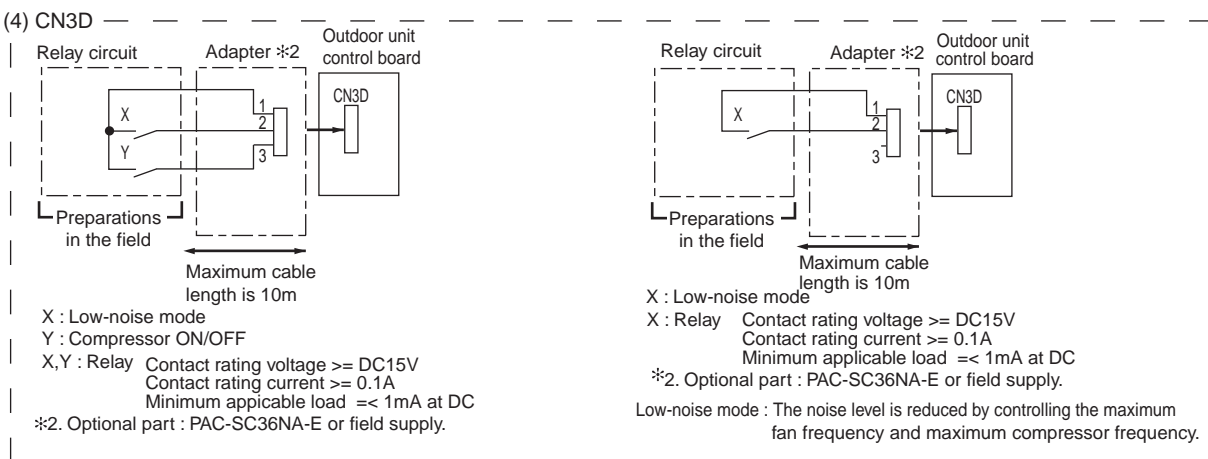 (4) CN3D
Relay circuit
Adapter ✻2
Outdoor unit
control board
X
Y
1
2
3
CN3D
Preparations
in the field
Maximum cable
length is 10m
X : Low-noise mode
Y : Compressor ON/OFF
X,Y : Relay Contact rating voltage >= DC15V
Contact rating current >= 0.1A
Minimum appicable load =< 1mA at DC
✻2. Optional part : PAC-SC36NA-E or field supply.
Relay circuit
Adapter ✻2
Outdoor unit
control board
X
1
2
3
CN3D
Preparations
in the field
Maximum cable
length is 10m
X : Low-noise mode
X : Relay Contact rating voltage >= DC15V
Contact rating current >= 0.1A
Minimum applicable load =< 1mA at DC
✻2. Optional part : PAC-SC36NA-E or field supply.
Low-noise mode : The noise level is reduced by controlling the maximum
fan frequency and maximum compressor frequency.